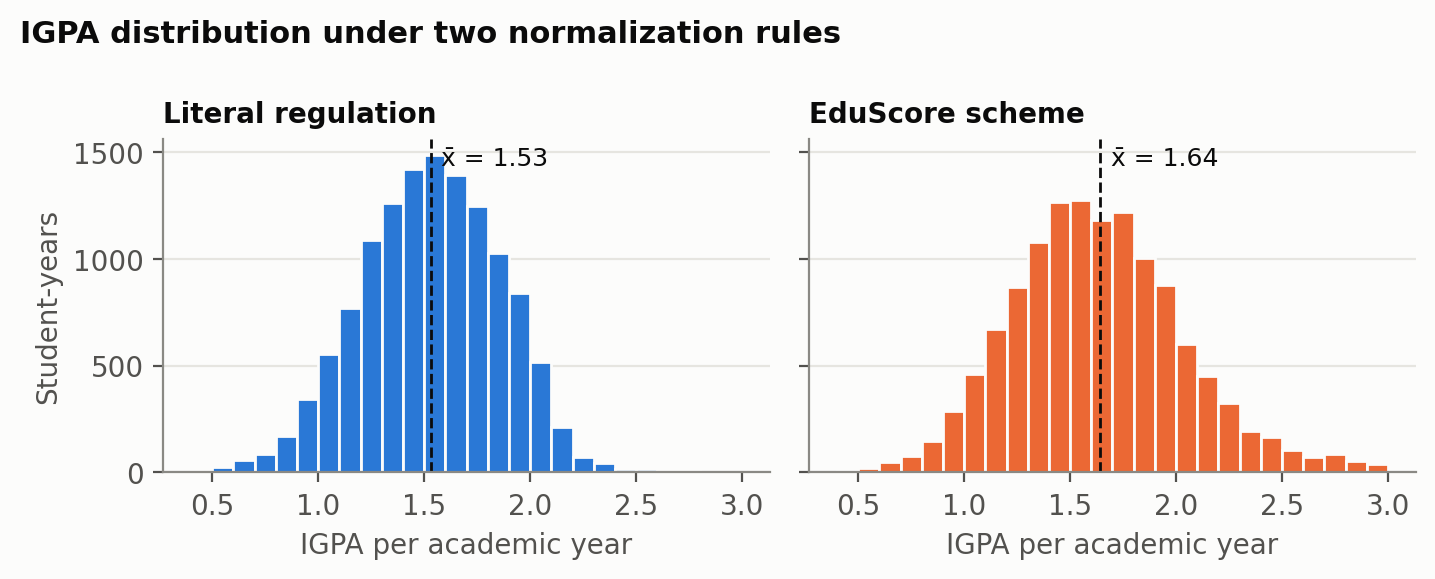 IGPA distribution under two normalization rules
Literal regulation
x̄ = 1.53
Student-years
1500
1000
500
0
0.5 1.0 1.5 2.0 2.5 3.0
IGPA per academic year
EduScore scheme
x̄ = 1.64
0.5 1.0 1.5 2.0 2.5 3.0
IGPA per academic year